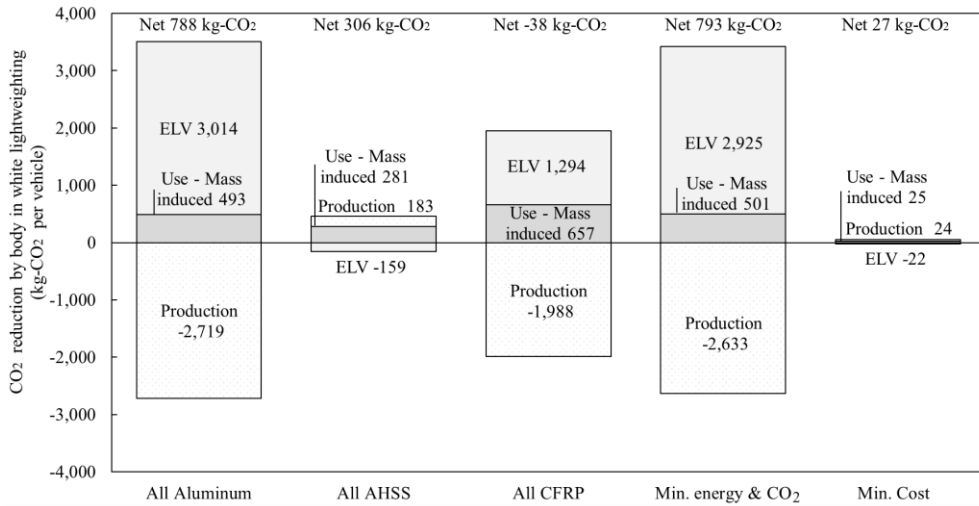 Net 788 kg-CO₂
Net 306 kg-CO₂
Net -38 kg-CO₂
Net 793 kg-CO₂
Net 27 kg-CO₂
CO₂ reduction by body in white lightweighting
(kg-CO₂ per vehicle)
4,000
3,000
2,000
1,000
0
-1,000
-2,000
-3,000
-4,000
ELV 3,014
Use - Mass
induced 493
Production
-2,719
Use - Mass
induced 281
Production 183
ELV -159
ELV 1,294
Use - Mass
induced 657
Production
-1,988
ELV 2,925
Use - Mass
induced 501
Production
-2,633
Use - Mass
induced 25
Production 24
ELV -22
All Aluminum
All AHSS
All CFRP
Min. energy & CO₂
Min. Cost